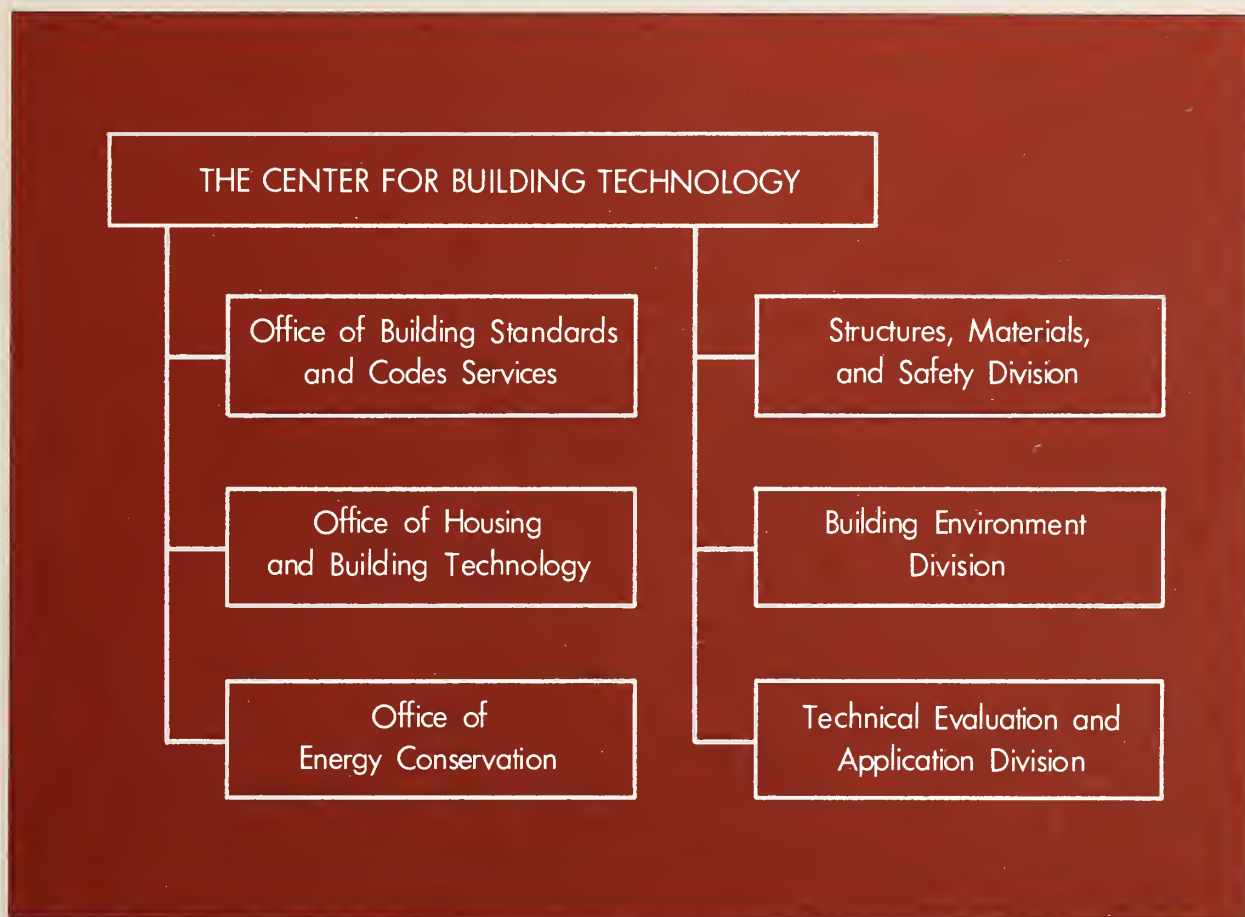 THE CENTER FOR BUILDING TECHNOLOGY
Office of Building Standards
and Codes Services
Office of Housing
and Building Technology
Office of
Energy Conservation
Structures, Materials,
and Safety Division
Building Environment
Division
Technical Evaluation and
Application Division